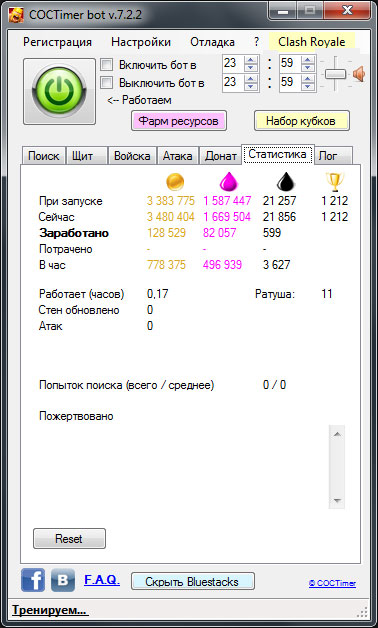 COCTimer bot v.7.2.2
Регистрация Настройки Отладка ? Clash Royale
Включить бот в 23 : 59
Выключить бот в 23 : 59
<-- Работаем
Фарм ресурсов Набор кубков
Поиск Щит Войска Атака Донат Статистика Лог
При запуске 3 383 775 1 587 447 21 257 1 212
Сейчас 3 480 404 1 669 504 21 856 1 212
Заработано 128 529 82 057 599
Потрачено - - -
В час 778 375 496 939 3 627
Работает (часов) 0,17 Ратуша: 11
Стен обновлено 0
Атак 0
Попыток поиска (всего / среднее) 0 / 0
Пожертвовано
Reset
f B F.A.Q. Скрыть Bluestacks © COCTimer
Тренируем...